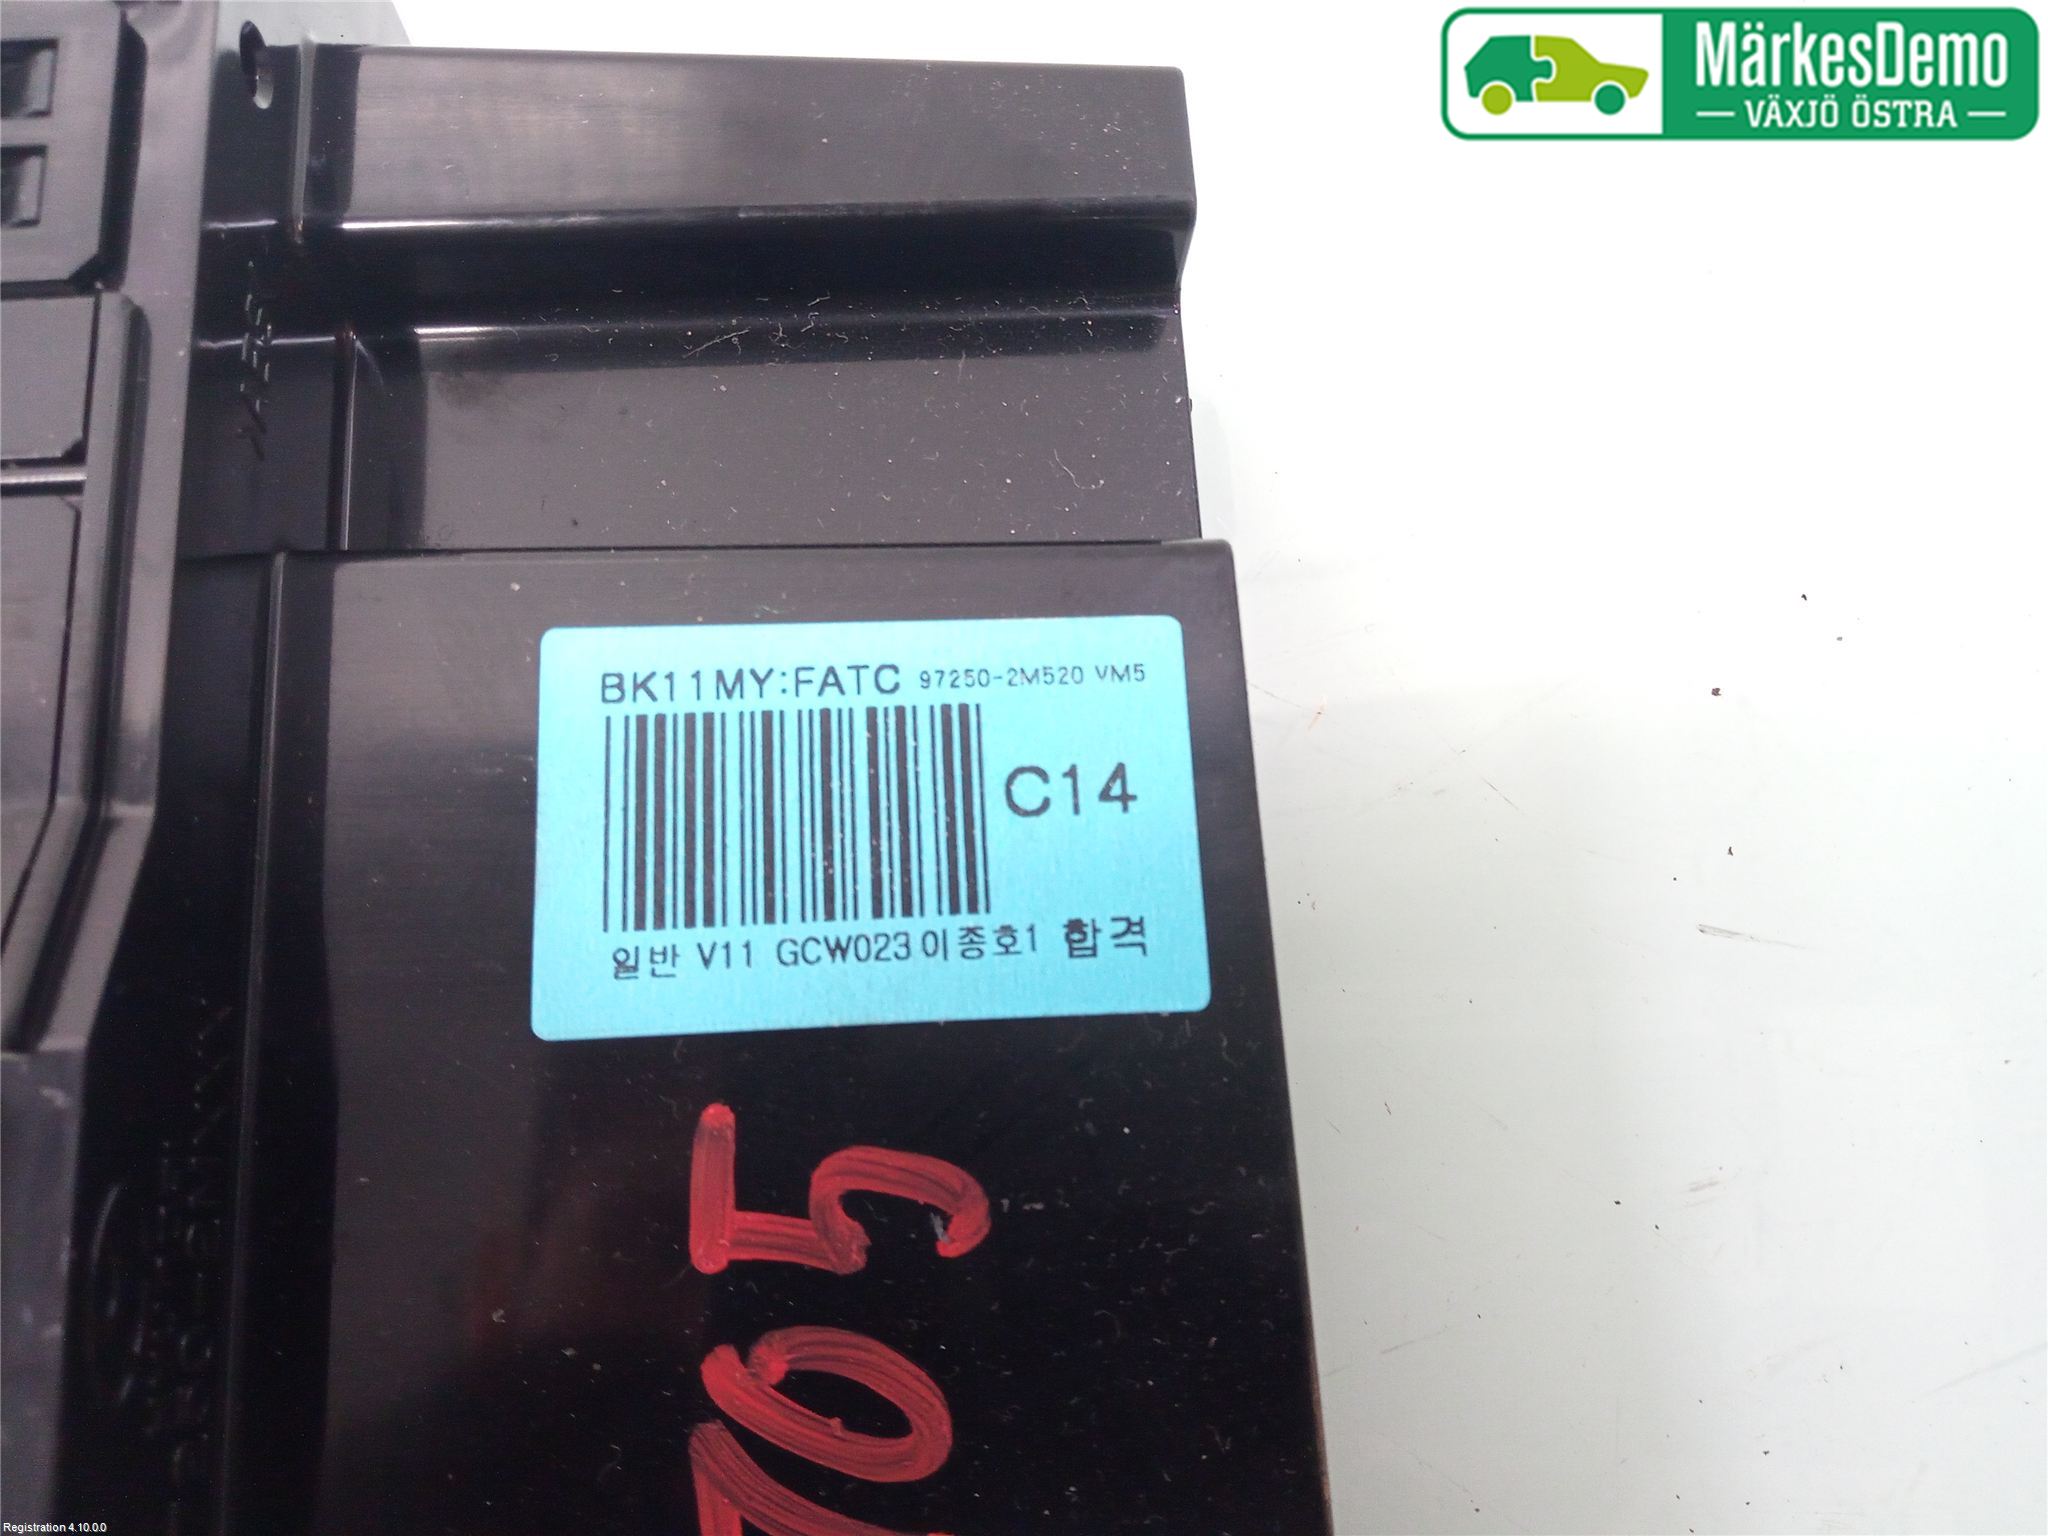 MärkesDemo
VÄXJÖ ÖSTRA
BK11MY:FATC 97250-2M520 VM5
C14
일반 V11 GCW023 이종호1 합격
705
Registration 4.10.0.0